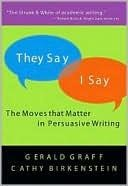 "The Strunk & White of academic writing."
They Say
I Say
The Moves that Matter
in Persuasive Writing
GERALD GRAFF
CATHY BIRKENSTEIN